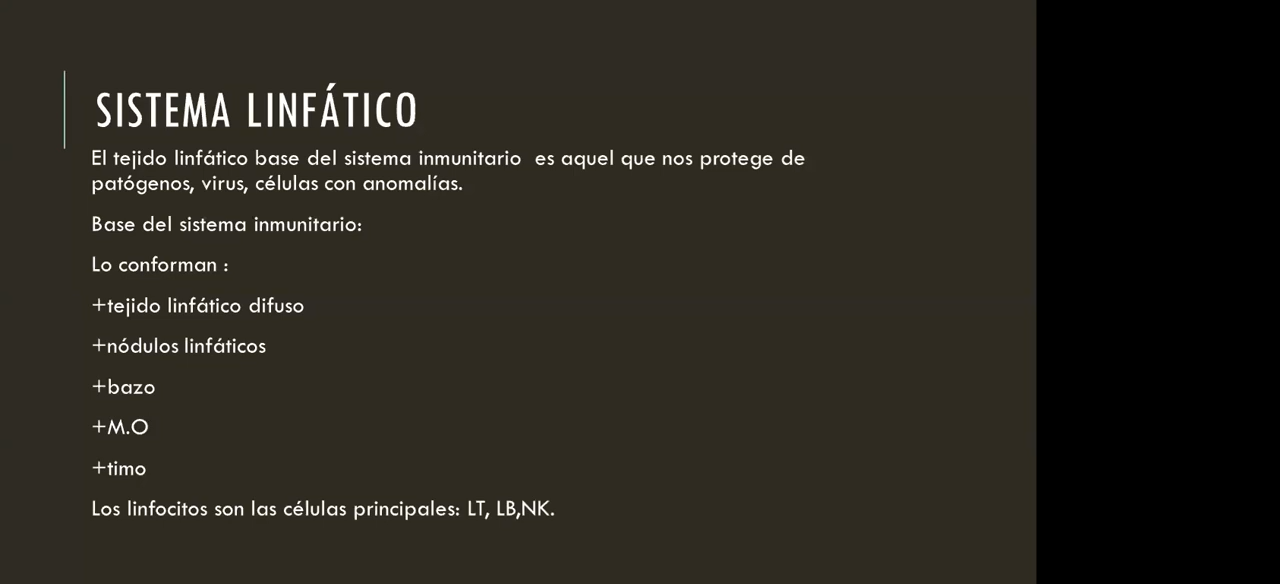 SISTEMA LINFÁTICO
El tejido linfático base del sistema inmunitario  es aquel que nos protege de
patógenos, virus, células con anomalías.
Base del sistema inmunitario:
Lo conforman :
+tejido linfático difuso
+nódulos linfáticos
+bazo
+M.O
+timo
Los linfocitos son las células principales: LT, LB,NK.